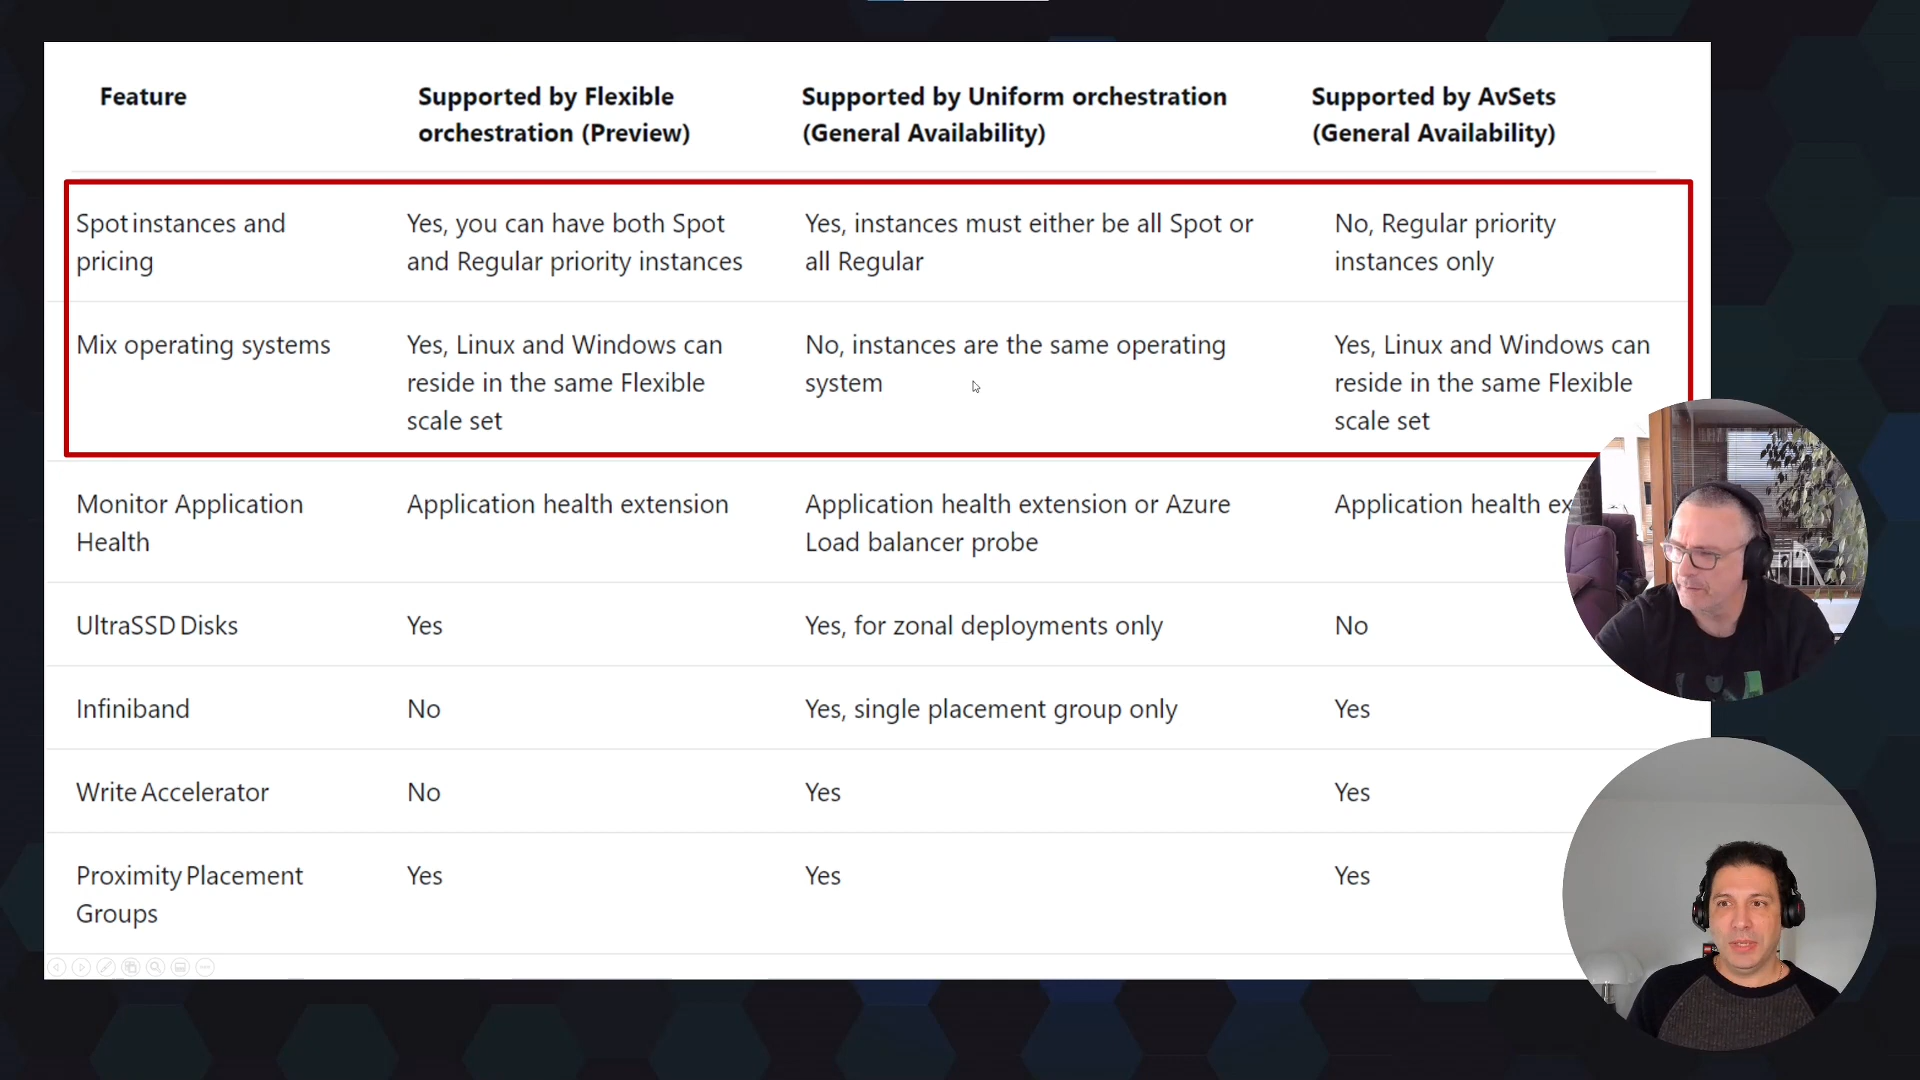 Feature
Supported by Flexible
orchestration (Preview)
Supported by Uniform orchestration
(General Availability)
Supported by AvSets
(General Availability)
Spot instances and
pricing
Yes, you can have both Spot
and Regular priority instances
Yes, instances must either be all Spot or
all Regular
No, Regular priority
instances only
Mix operating systems
Yes, Linux and Windows can
reside in the same Flexible
scale set
No, instances are the same operating
system
Yes, Linux and Windows can
reside in the same Flexible
scale set
Monitor Application
Health
Application health extension
Application health extension or Azure
Load balancer probe
Application health ex
UltraSSD Disks
Yes
Yes, for zonal deployments only
No
Infiniband
No
Yes, single placement group only
Yes
Write Accelerator
No
Yes
Yes
Proximity Placement
Groups
Yes
Yes
Yes